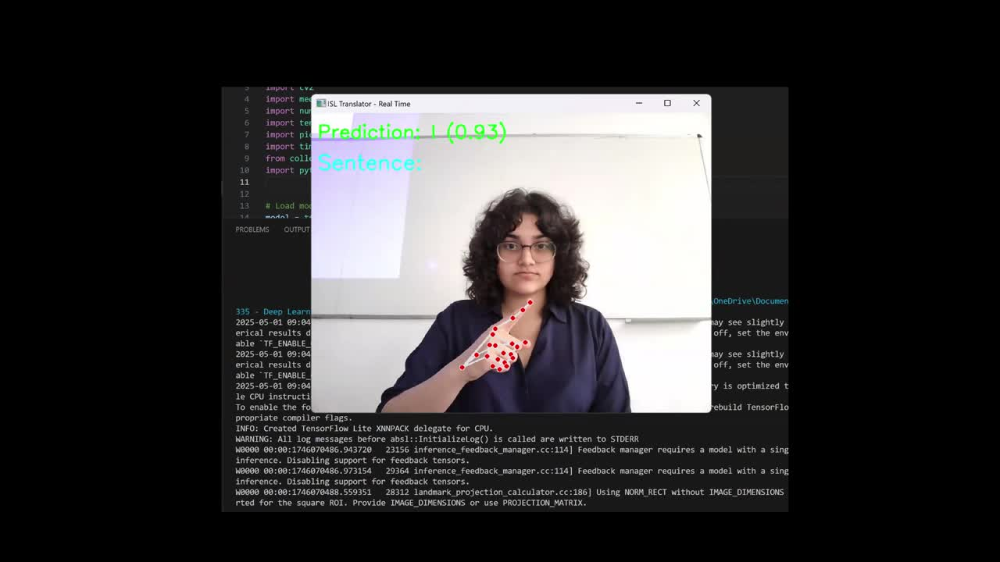 3 import cv2
4 import med
5 import num
6 import ten
7 import pic
8 import tim
9 from colle
10 import pyt
11
12
13 # Load mod
14 model = t
ISL Translator - Real Time
Prediction: I (0.93)
Sentence:
PROBLEMS OUTPUT
\OneDrive\Documen
335 - Deep Learn
2025-05-01 09:04 may see slightly
erical results d off, set the env
able `TF_ENABLE_
2025-05-01 09:04 may see slightly
erical results d off, set the env
able `TF_ENABLE_
2025-05-01 09:04 ry is optimized t
le CPU instructi
To enable the fo rebuild TensorFlo
propriate compiler flags.
INFO: Created TensorFlow Lite XNNPACK delegate for CPU.
WARNING: All log messages before absl::InitializeLog() is called are written to STDERR
W0000 00:00:1746070486.943720 23156 inference_feedback_manager.cc:114] Feedback manager requires a model with a sing
inference. Disabling support for feedback tensors.
W0000 00:00:1746070486.973154 29364 inference_feedback_manager.cc:114] Feedback manager requires a model with a sing
inference. Disabling support for feedback tensors.
W0000 00:00:1746070488.559351 28312 landmark_projection_calculator.cc:186] Using NORM_RECT without IMAGE_DIMENSIONS
rted for the square ROI. Provide IMAGE_DIMENSIONS or use PROJECTION_MATRIX.